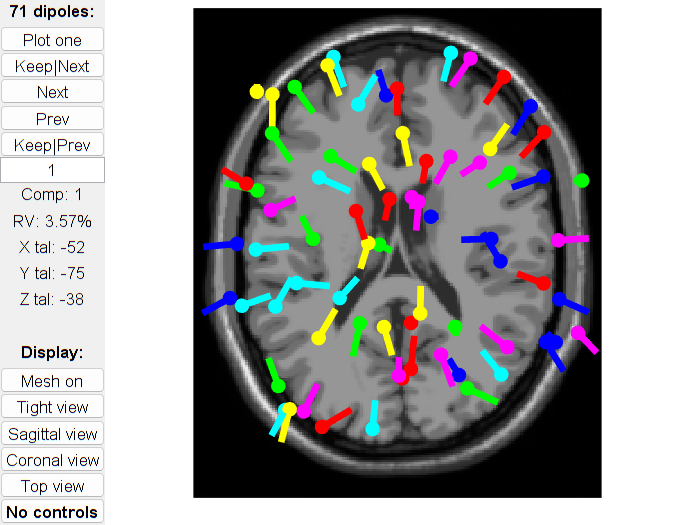 71 dipoles:
Plot one
Keep|Next
Next
Prev
Keep|Prev
1
Comp: 1
RV: 3.57%
X tal: -52
Y tal: -75
Z tal: -38
Display:
Mesh on
Tight view
Sagittal view
Coronal view
Top view
No controls